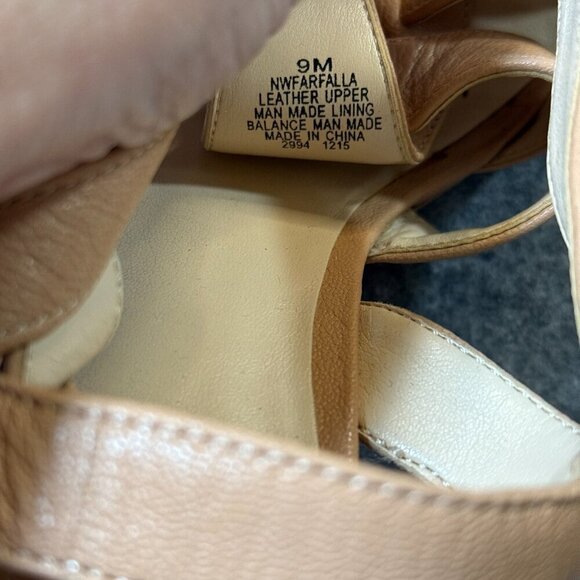 9M
NWFARFALLA
LEATHER UPPER
MAN MADE LINING
BALANCE MAN MADE
MADE IN CHINA
2994 1215